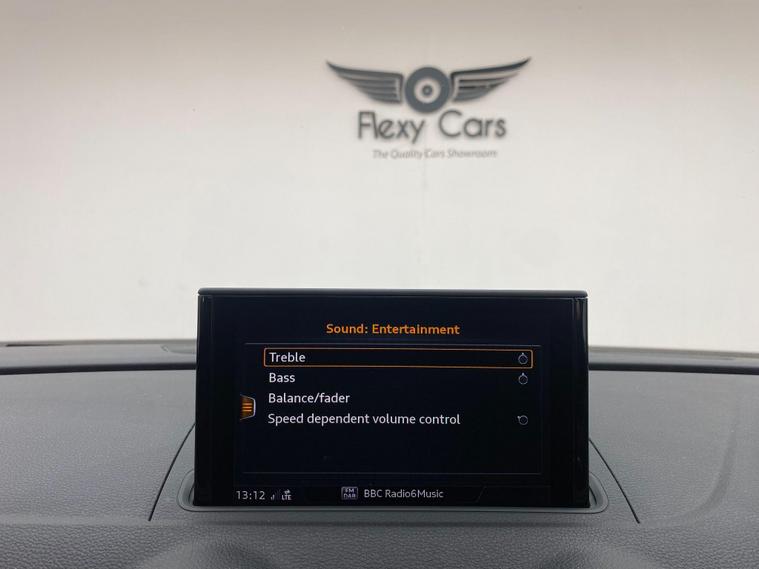 Flexy Cars
The Quality Cars Showroom
Sound: Entertainment
Treble
Bass
Balance/fader
Speed dependent volume control
13:12 LTE FM DAB BBC Radio6Music